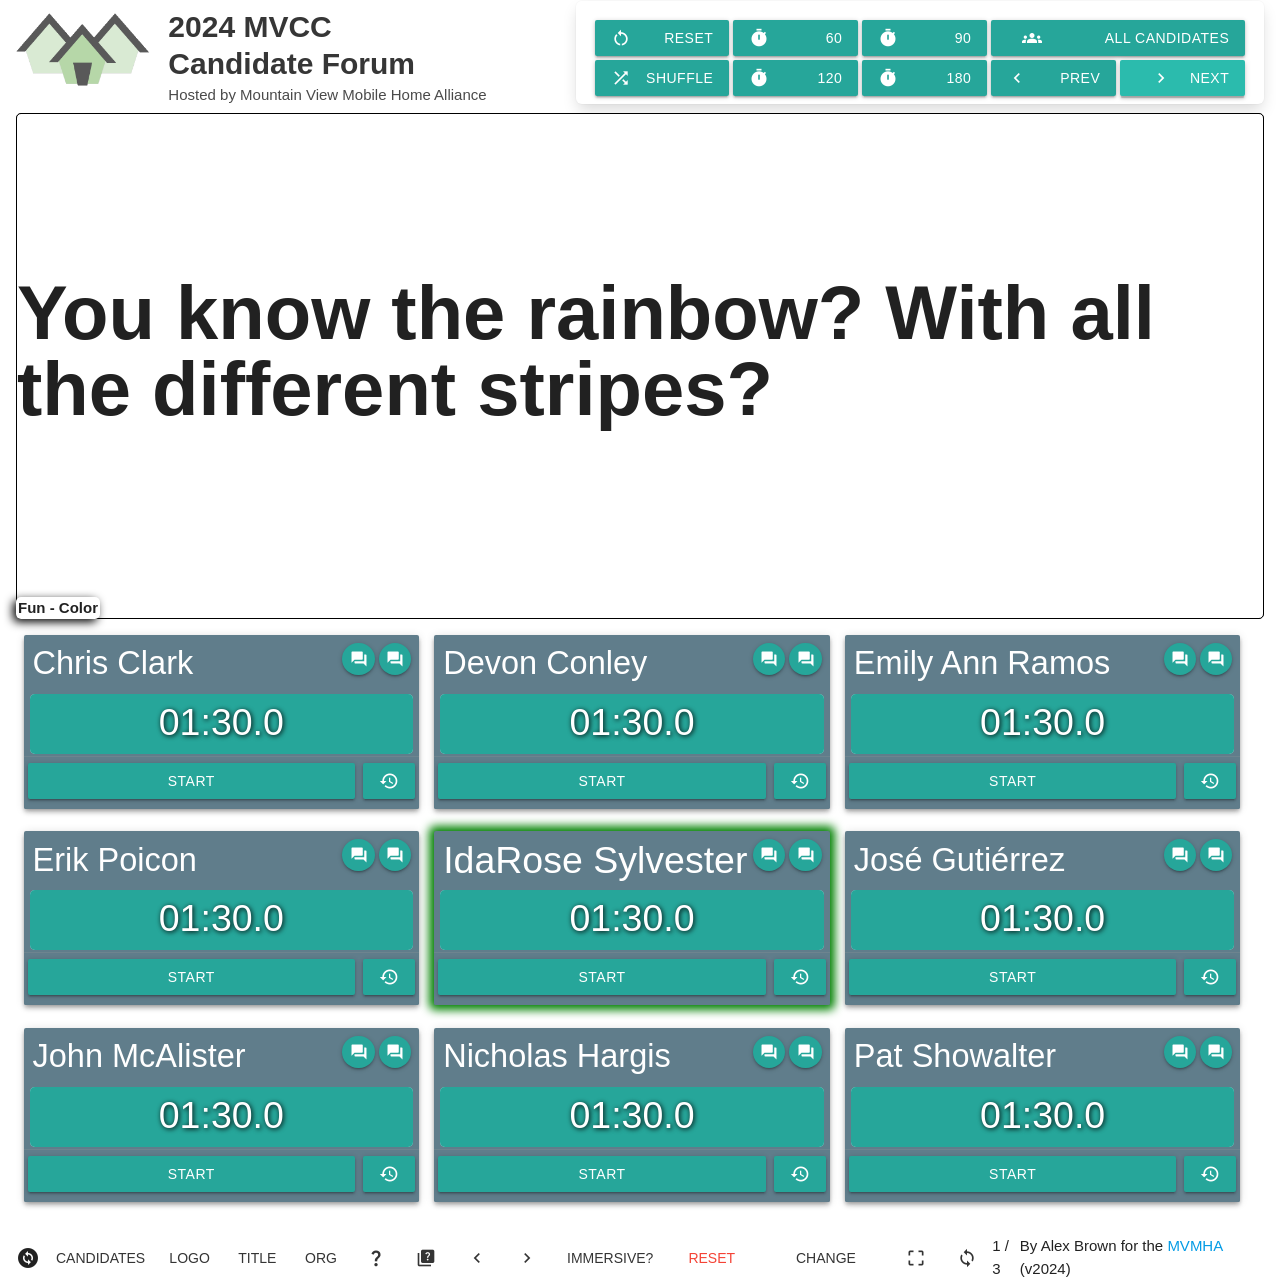 2024 MVCC
Candidate Forum
Hosted by Mountain View Mobile Home Alliance
RESET 60 90 ALL CANDIDATES
SHUFFLE 120 180 PREV NEXT
You know the rainbow? With all
the different stripes?
Fun - Color
Chris Clark Devon Conley Emily Ann Ramos
01:30.0 01:30.0 01:30.0
START START START
Erik Poicon IdaRose Sylvester José Gutiérrez
01:30.0 01:30.0 01:30.0
START START START
John McAlister Nicholas Hargis Pat Showalter
01:30.0 01:30.0 01:30.0
START START START
CANDIDATES LOGO TITLE ORG ? IMMERSIVE? RESET CHANGE 1 / 3 By Alex Brown for the MVMHA
(v2024)